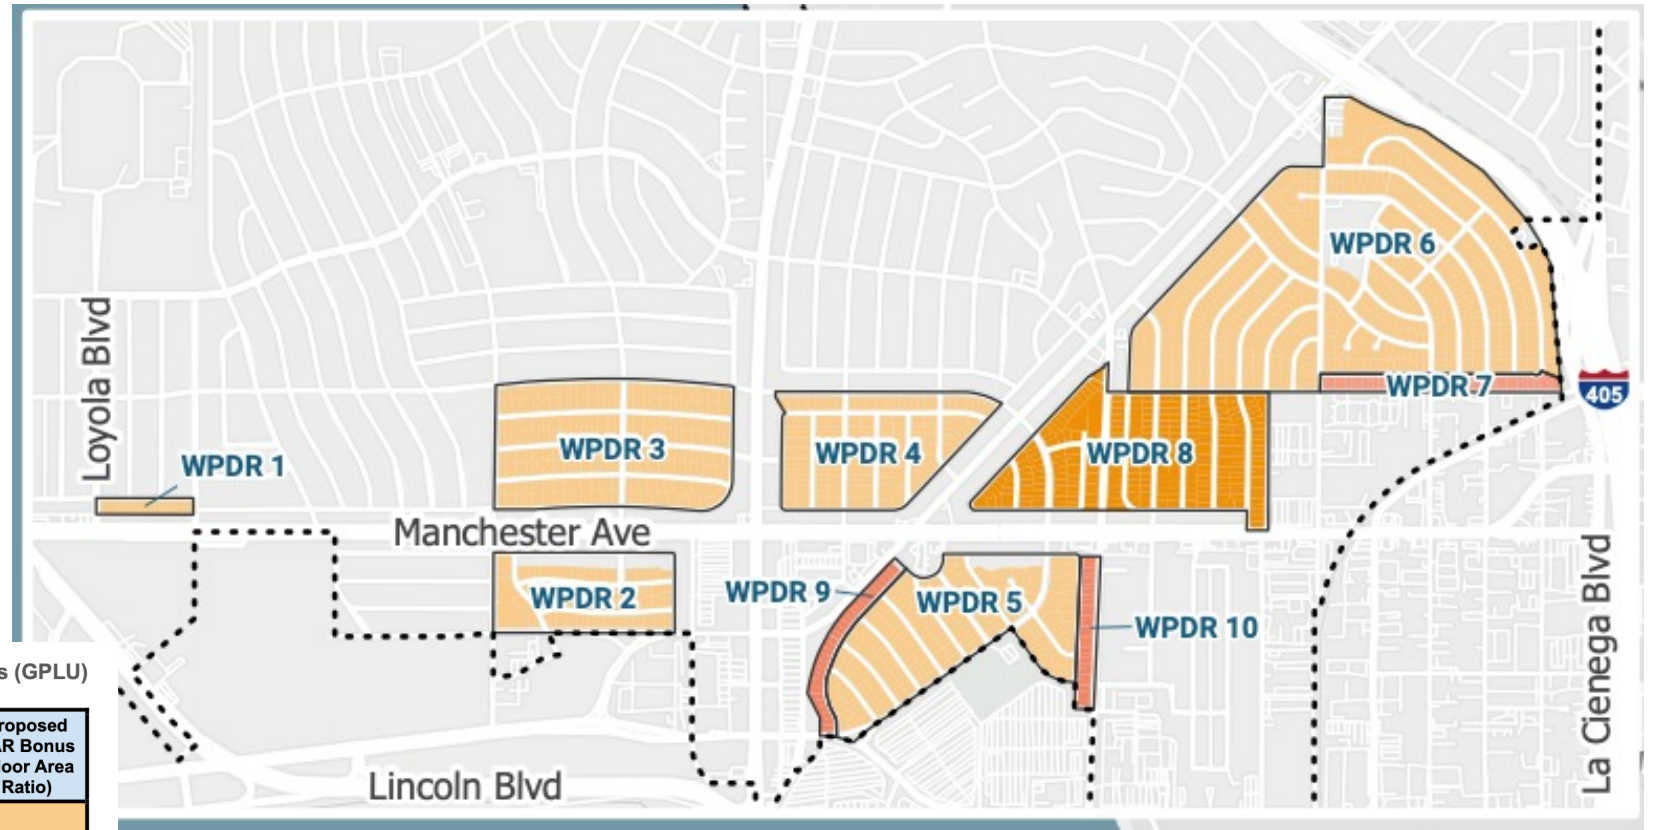 WPDR 6
Loyola Blvd
WPDR 7
405
WPDR 3
WPDR 4
WPDR 8
WPDR 1
Manchester Ave
WPDR 2
WPDR 9
WPDR 5
WPDR 10
La Cienega Blvd
Lincoln Blvd
s (GPLU)
roposed
AR Bonus
loor Area
Ratio)